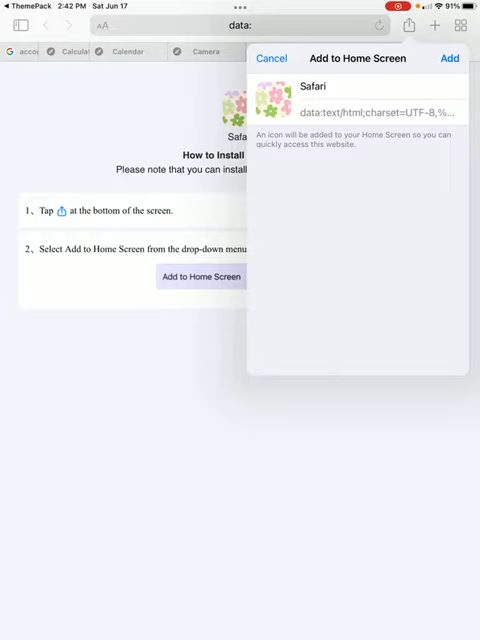 ThemePack 2:42 PM Sat Jun 17 91%
AA data:
accou Calculat Calendar Camera
Cancel Add to Home Screen Add
Safari
data:text/html;charset=UTF-8,%...
An icon will be added to your Home Screen so you can
quickly access this website.
Safa
How to Install
Please note that you can install
1、Tap at the bottom of the screen.
2、Select Add to Home Screen from the drop-down menu
Add to Home Screen